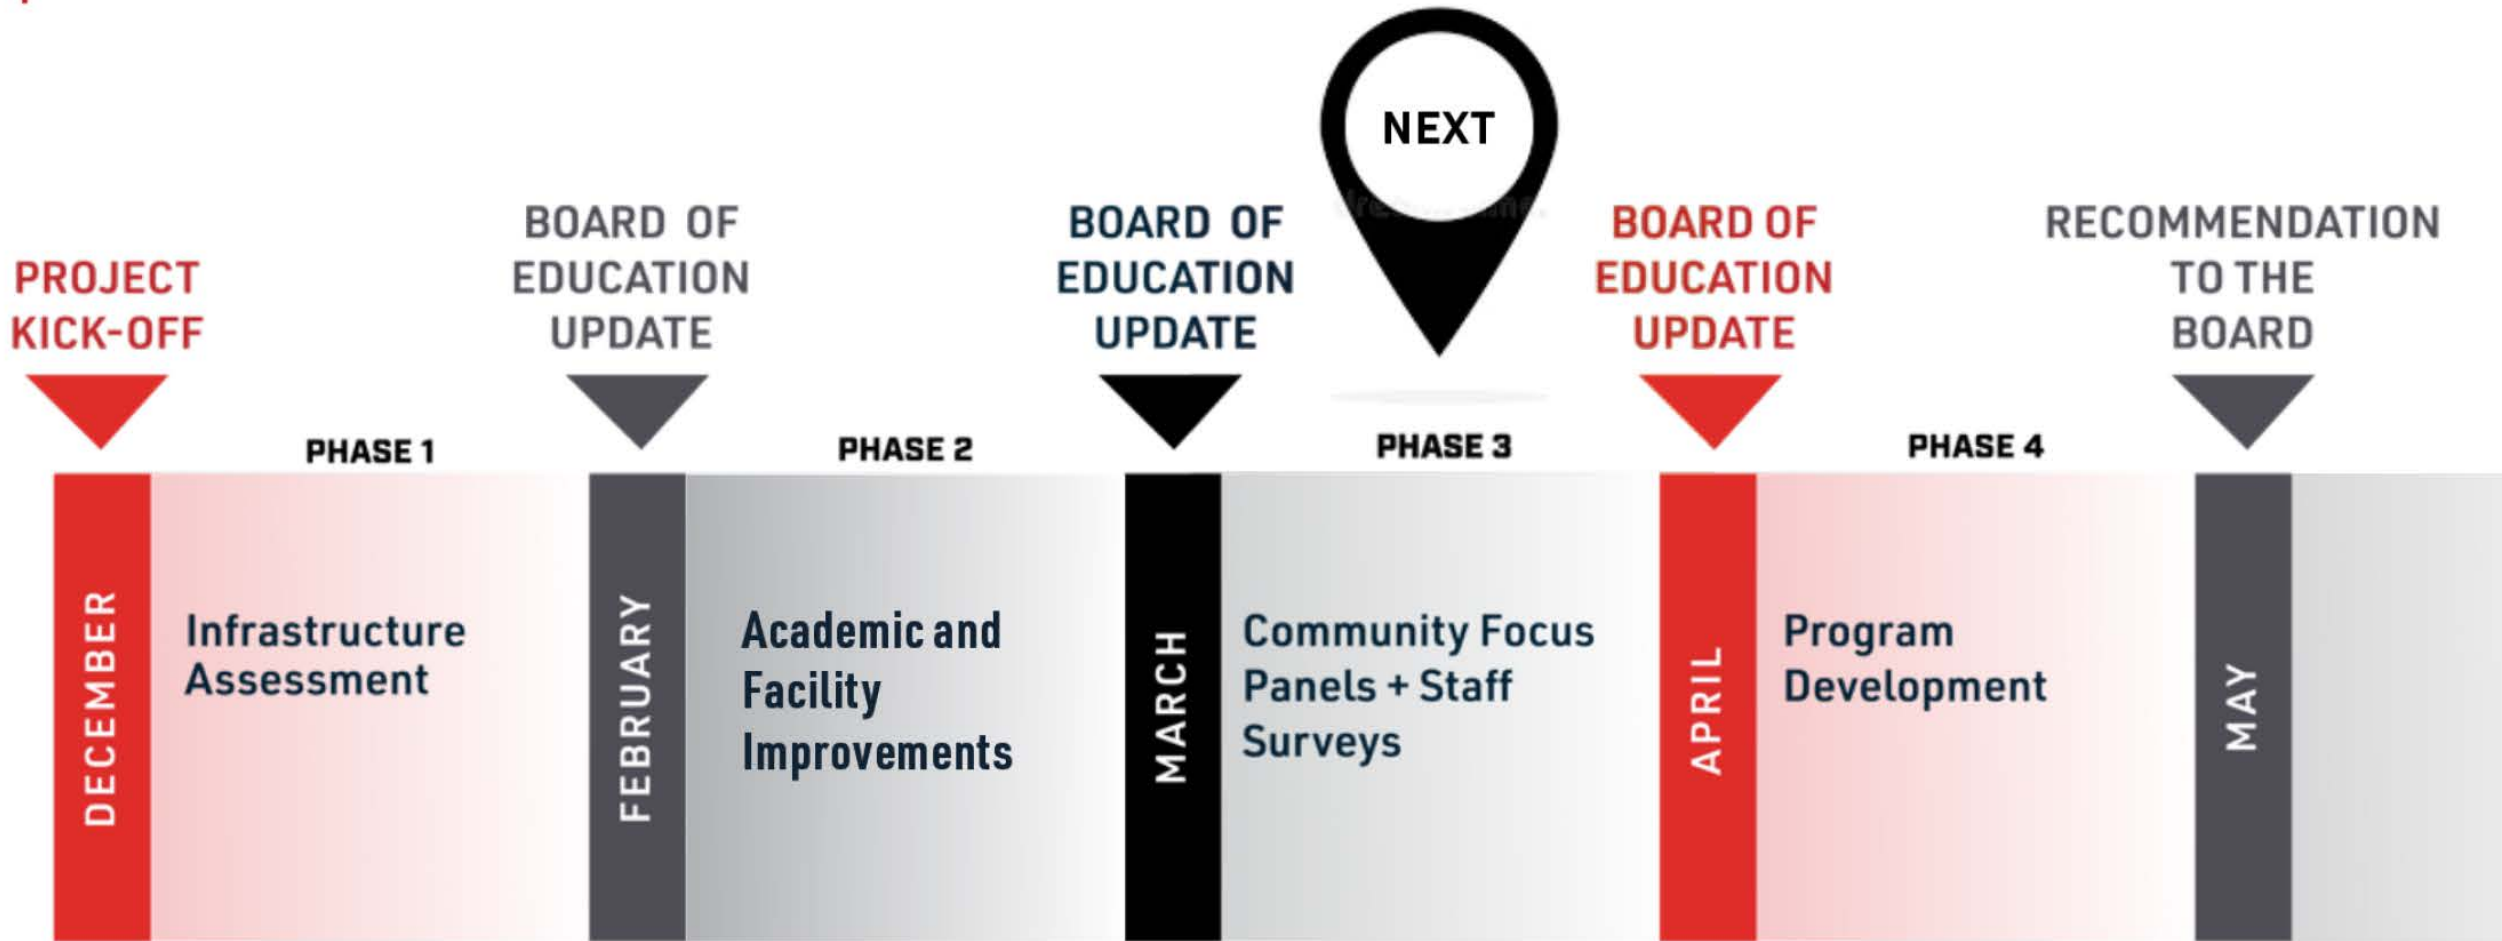 NEXT
PROJECT
KICK-OFF
BOARD OF
EDUCATION
UPDATE
BOARD OF
EDUCATION
UPDATE
BOARD OF
EDUCATION
UPDATE
RECOMMENDATION
TO THE
BOARD
PHASE 1
PHASE 2
PHASE 3
PHASE 4
DECEMBER
Infrastructure
Assessment
FEBRUARY
Academic and
Facility
Improvements
MARCH
Community Focus
Panels + Staff
Surveys
APRIL
Program
Development
MAY